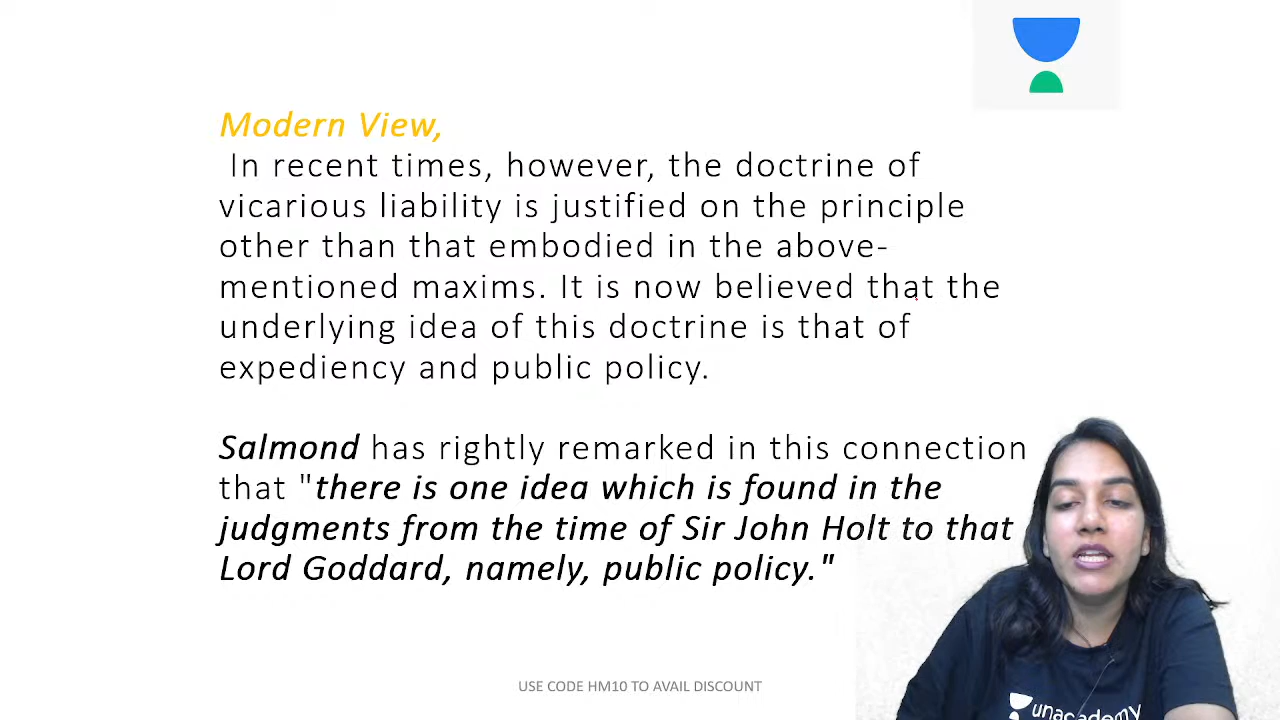 Modern View,
In recent times, however, the doctrine of
vicarious liability is justified on the principle
other than that embodied in the above-
mentioned maxims. It is now believed that the
underlying idea of this doctrine is that of
expediency and public policy.
Salmond has rightly remarked in this connection
that "there is one idea which is found in the
judgments from the time of Sir John Holt to that
Lord Goddard, namely, public policy."
USE CODE HM10 TO AVAIL DISCOUNT
unacademy